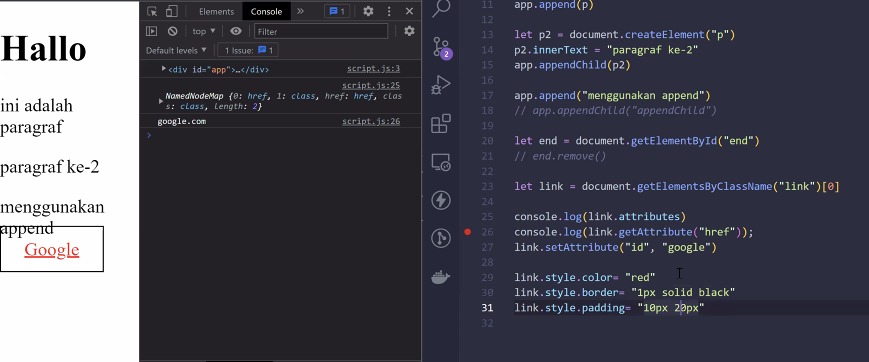 Hallo
ini adalah
paragraf
paragraf ke-2
menggunakan
append
Google
Elements
Console
1
top
Filter
Default levels
1 Issue: 1
<div id="app">…</div>
script.js:3
script.js:25
NamedNodeMap {0: href, 1: class, href: href, clas
s: class, length: 2}
google.com
script.js:26
2
11 app.append(p)
12
13 let p2 = document.createElement("p")
14 p2.innerText = "paragraf ke-2"
15 app.appendChild(p2)
16
17 app.append("menggunakan append")
18 // app.appendChild("appendChild")
19
20 let end = document.getElementById("end")
21 // end.remove()
22
23 let link = document.getElementsByClassName("link")[0]
24
25 console.log(link.attributes)
26 console.log(link.getAttribute("href"));
27 link.setAttribute("id", "google")
28
29 link.style.color= "red"
30 link.style.border= "1px solid black"
31 link.style.padding= "10px 20px"
32